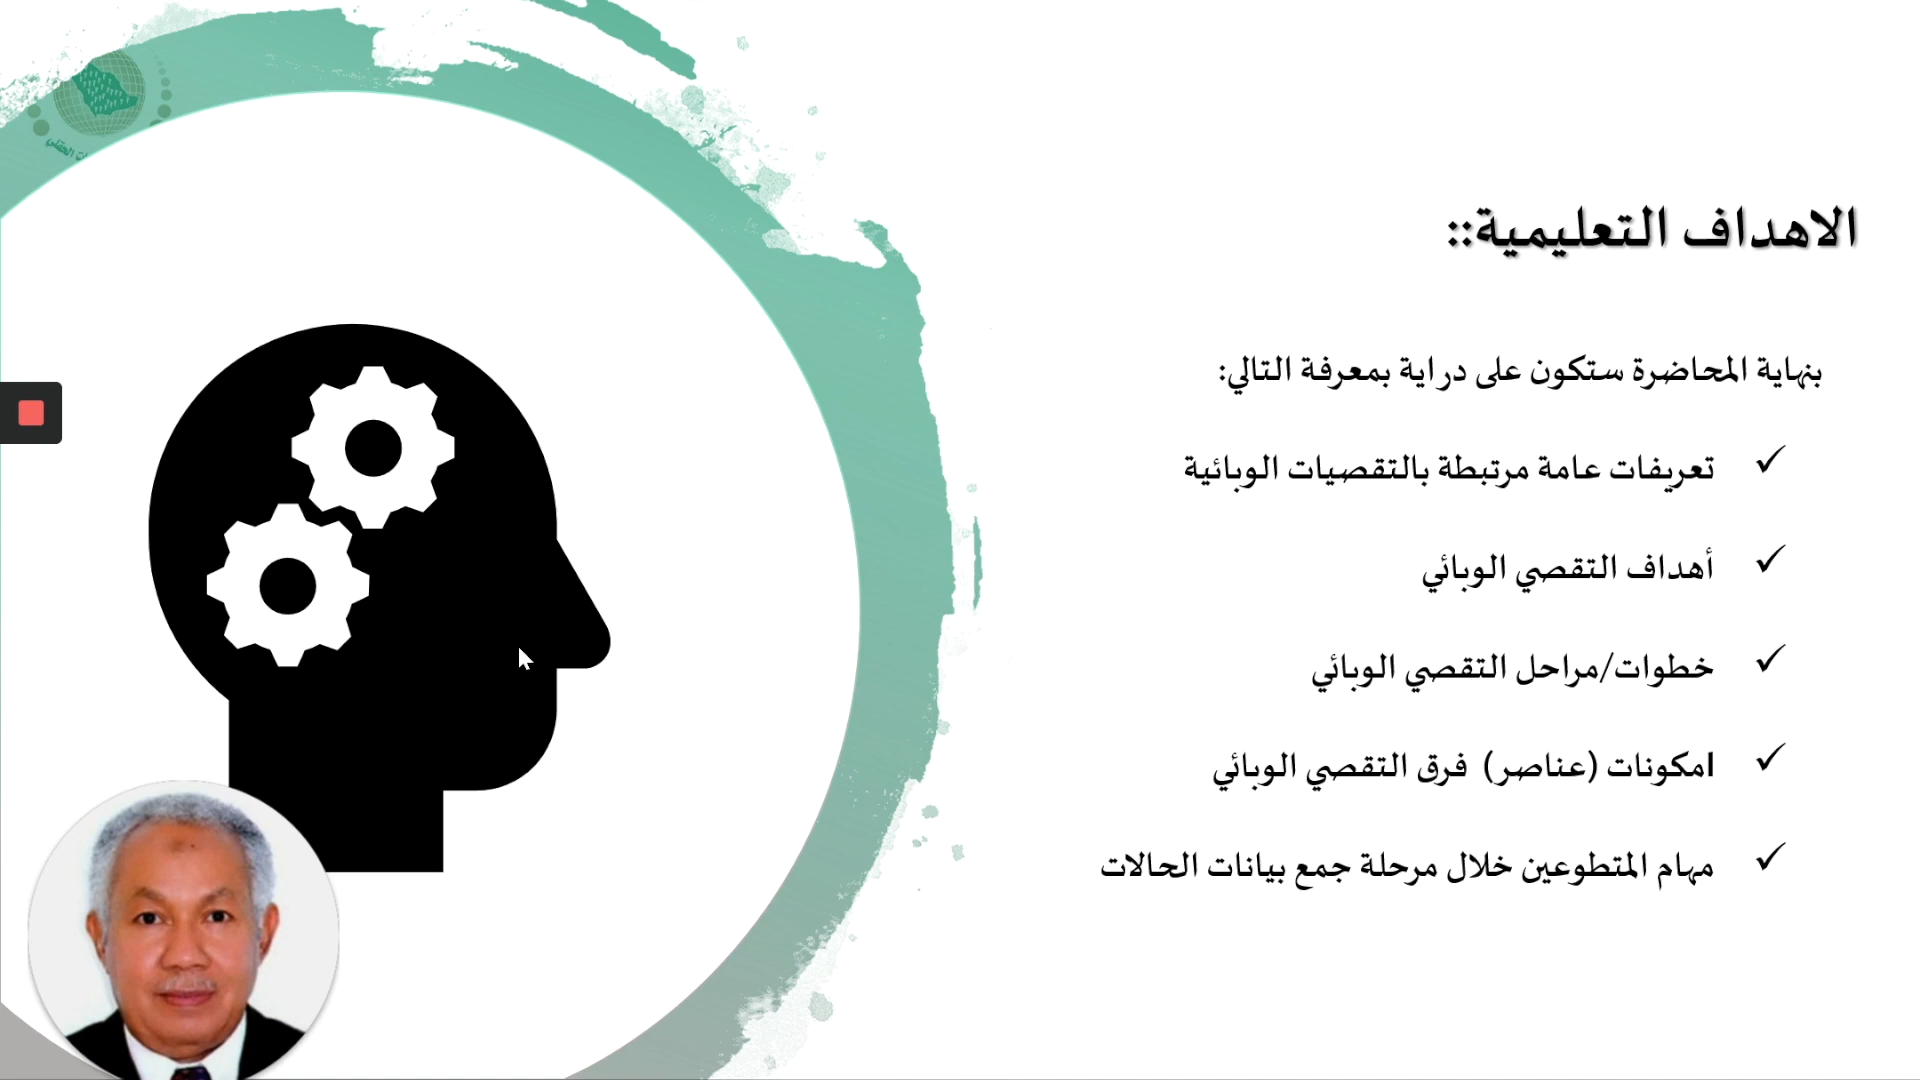 الاهداف التعليمية::
بنهاية المحاضرة ستكون على دراية بمعرفة التالي:
✓ تعريفات عامة مرتبطة بالتقصيات الوبائية
✓ أهداف التقصي الوبائي
✓ خطوات/مراحل التقصي الوبائي
✓ امكونات (عناصر) فرق التقصي الوبائي
✓ مهام المتطوعين خلال مرحلة جمع بيانات الحالات